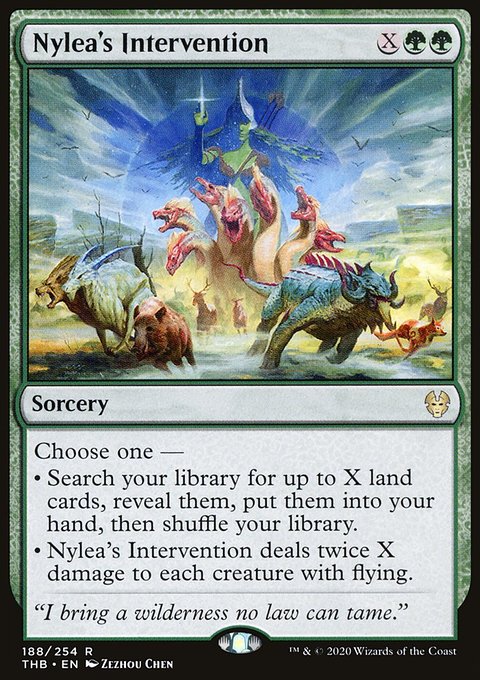 Nylea's Intervention X
Sorcery
Choose one —
• Search your library for up to X land
cards, reveal them, put them into your
hand, then shuffle your library.
• Nylea's Intervention deals twice X
damage to each creature with flying.
"I bring a wilderness no law can tame."
188/254 R
THB • EN Zezhou Chen
™ & © 2020 Wizards of the Coast